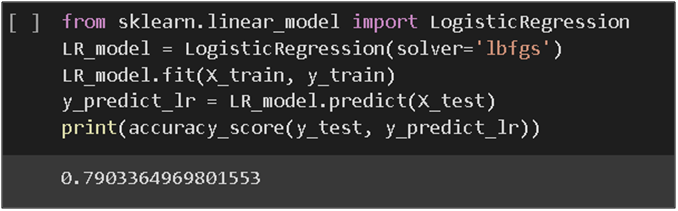 [ ] from sklearn.linear_model import LogisticRegression
LR_model = LogisticRegression(solver='lbfgs')
LR_model.fit(X_train, y_train)
y_predict_lr = LR_model.predict(X_test)
print(accuracy_score(y_test, y_predict_lr))
0.7903364969801553